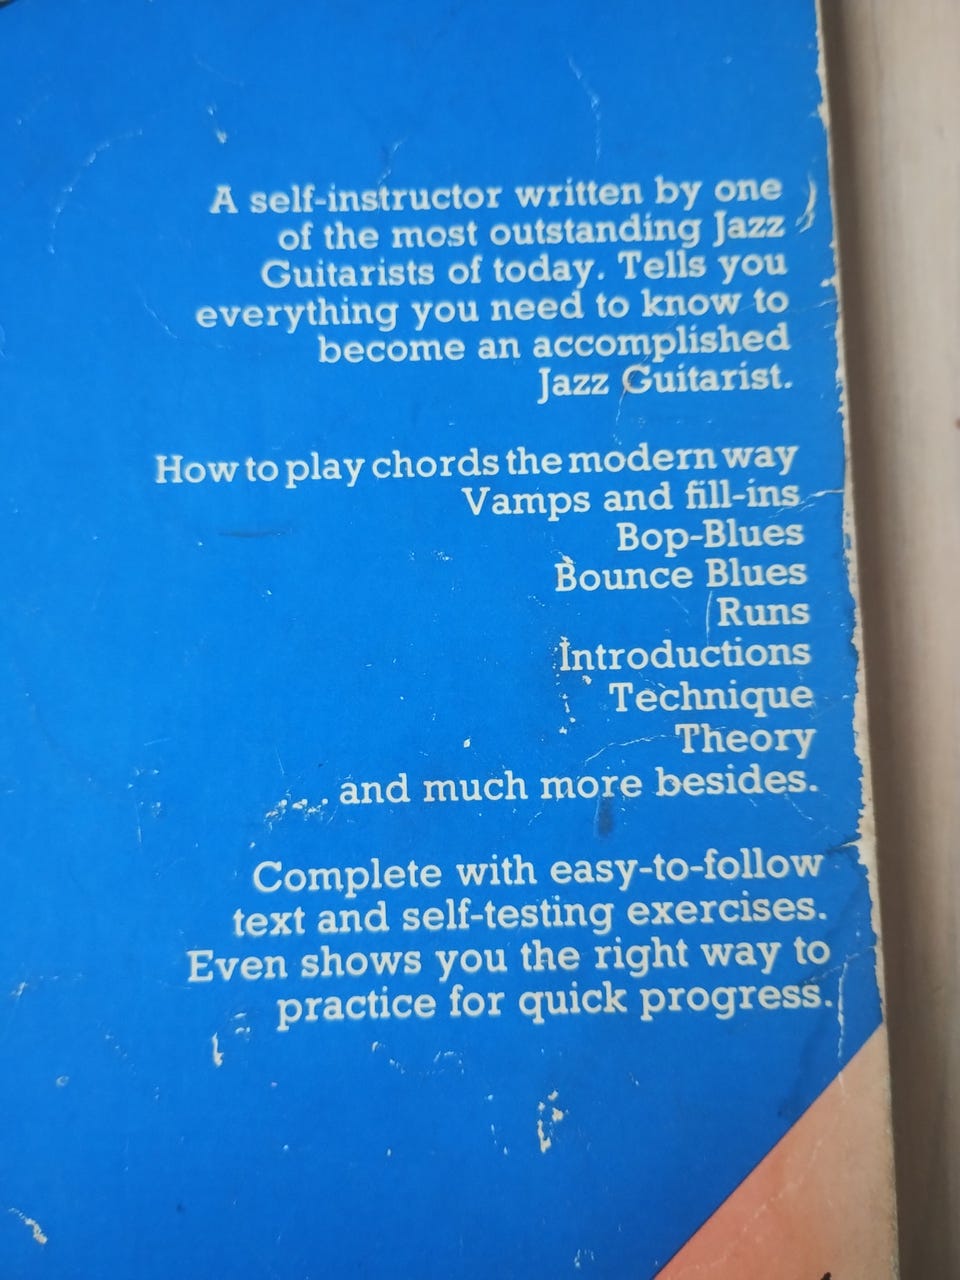 A self-instructor written by one
of the most outstanding Jazz
Guitarists of today. Tells you
everything you need to know to
become an accomplished
Jazz Guitarist.
How to play chords the modern way
Vamps and fill-ins
Bop-Blues
Bounce Blues
Runs
Introductions
Technique
Theory
... and much more besides.
Complete with easy-to-follow
text and self-testing exercises.
Even shows you the right way to
practice for quick progress.